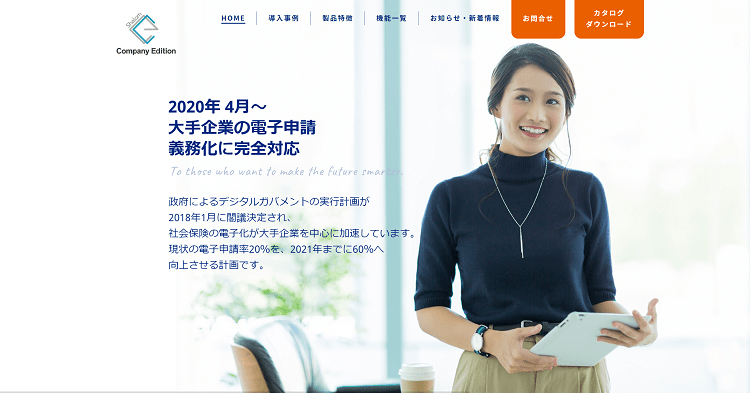 Shalom
Company Edition
HOME
導入事例
製品特徴
機能一覧
お知らせ・新着情報
お問合せ
カタログ
ダウンロード
2020年 4月～
大手企業の電子申請
義務化に完全対応
To those who want to make the future smarter.
政府によるデジタルガバメントの実行計画が
2018年1月に閣議決定され、
社会保険の電子化が大手企業を中心に加速しています。
現状の電子申請率20%を、2021年までに60%へ
向上させる計画です。